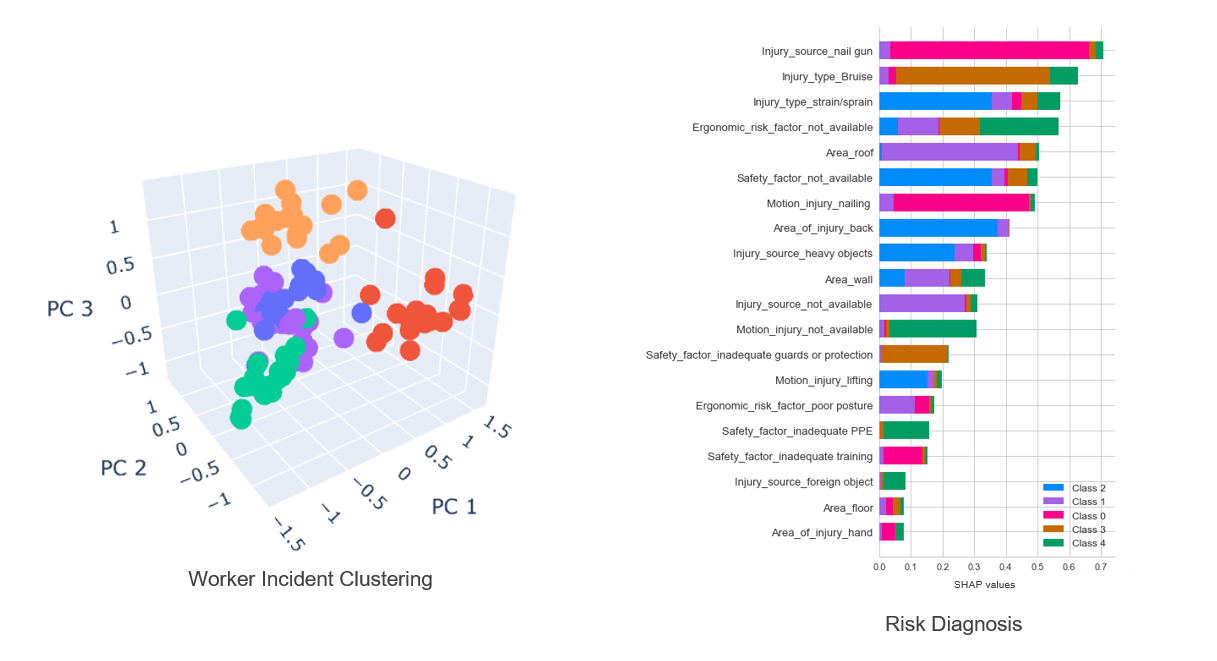 1
0.5
0
−0.5
−1
PC 3
1
0.5
0
−0.5
−1
PC 2
−1.5
−1
−0.5
0
0.5
1
1.5
PC 1
Worker Incident Clustering
Injury_source_nail gun
Injury_type_Bruise
Injury_type_strain/sprain
Ergonomic_risk_factor_not_available
Area_roof
Safety_factor_not_available
Motion_injury_nailing
Area_of_injury_back
Injury_source_heavy objects
Area_wall
Injury_source_not_available
Motion_injury_not_available
Safety_factor_inadequate guards or protection
Motion_injury_lifting
Ergonomic_risk_factor_poor posture
Safety_factor_inadequate PPE
Safety_factor_inadequate training
Injury_source_foreign object
Area_floor
Area_of_injury_hand
Class 2
Class 1
Class 0
Class 3
Class 4
0.0 0.1 0.2 0.3 0.4 0.5 0.6 0.7
SHAP values
Risk Diagnosis